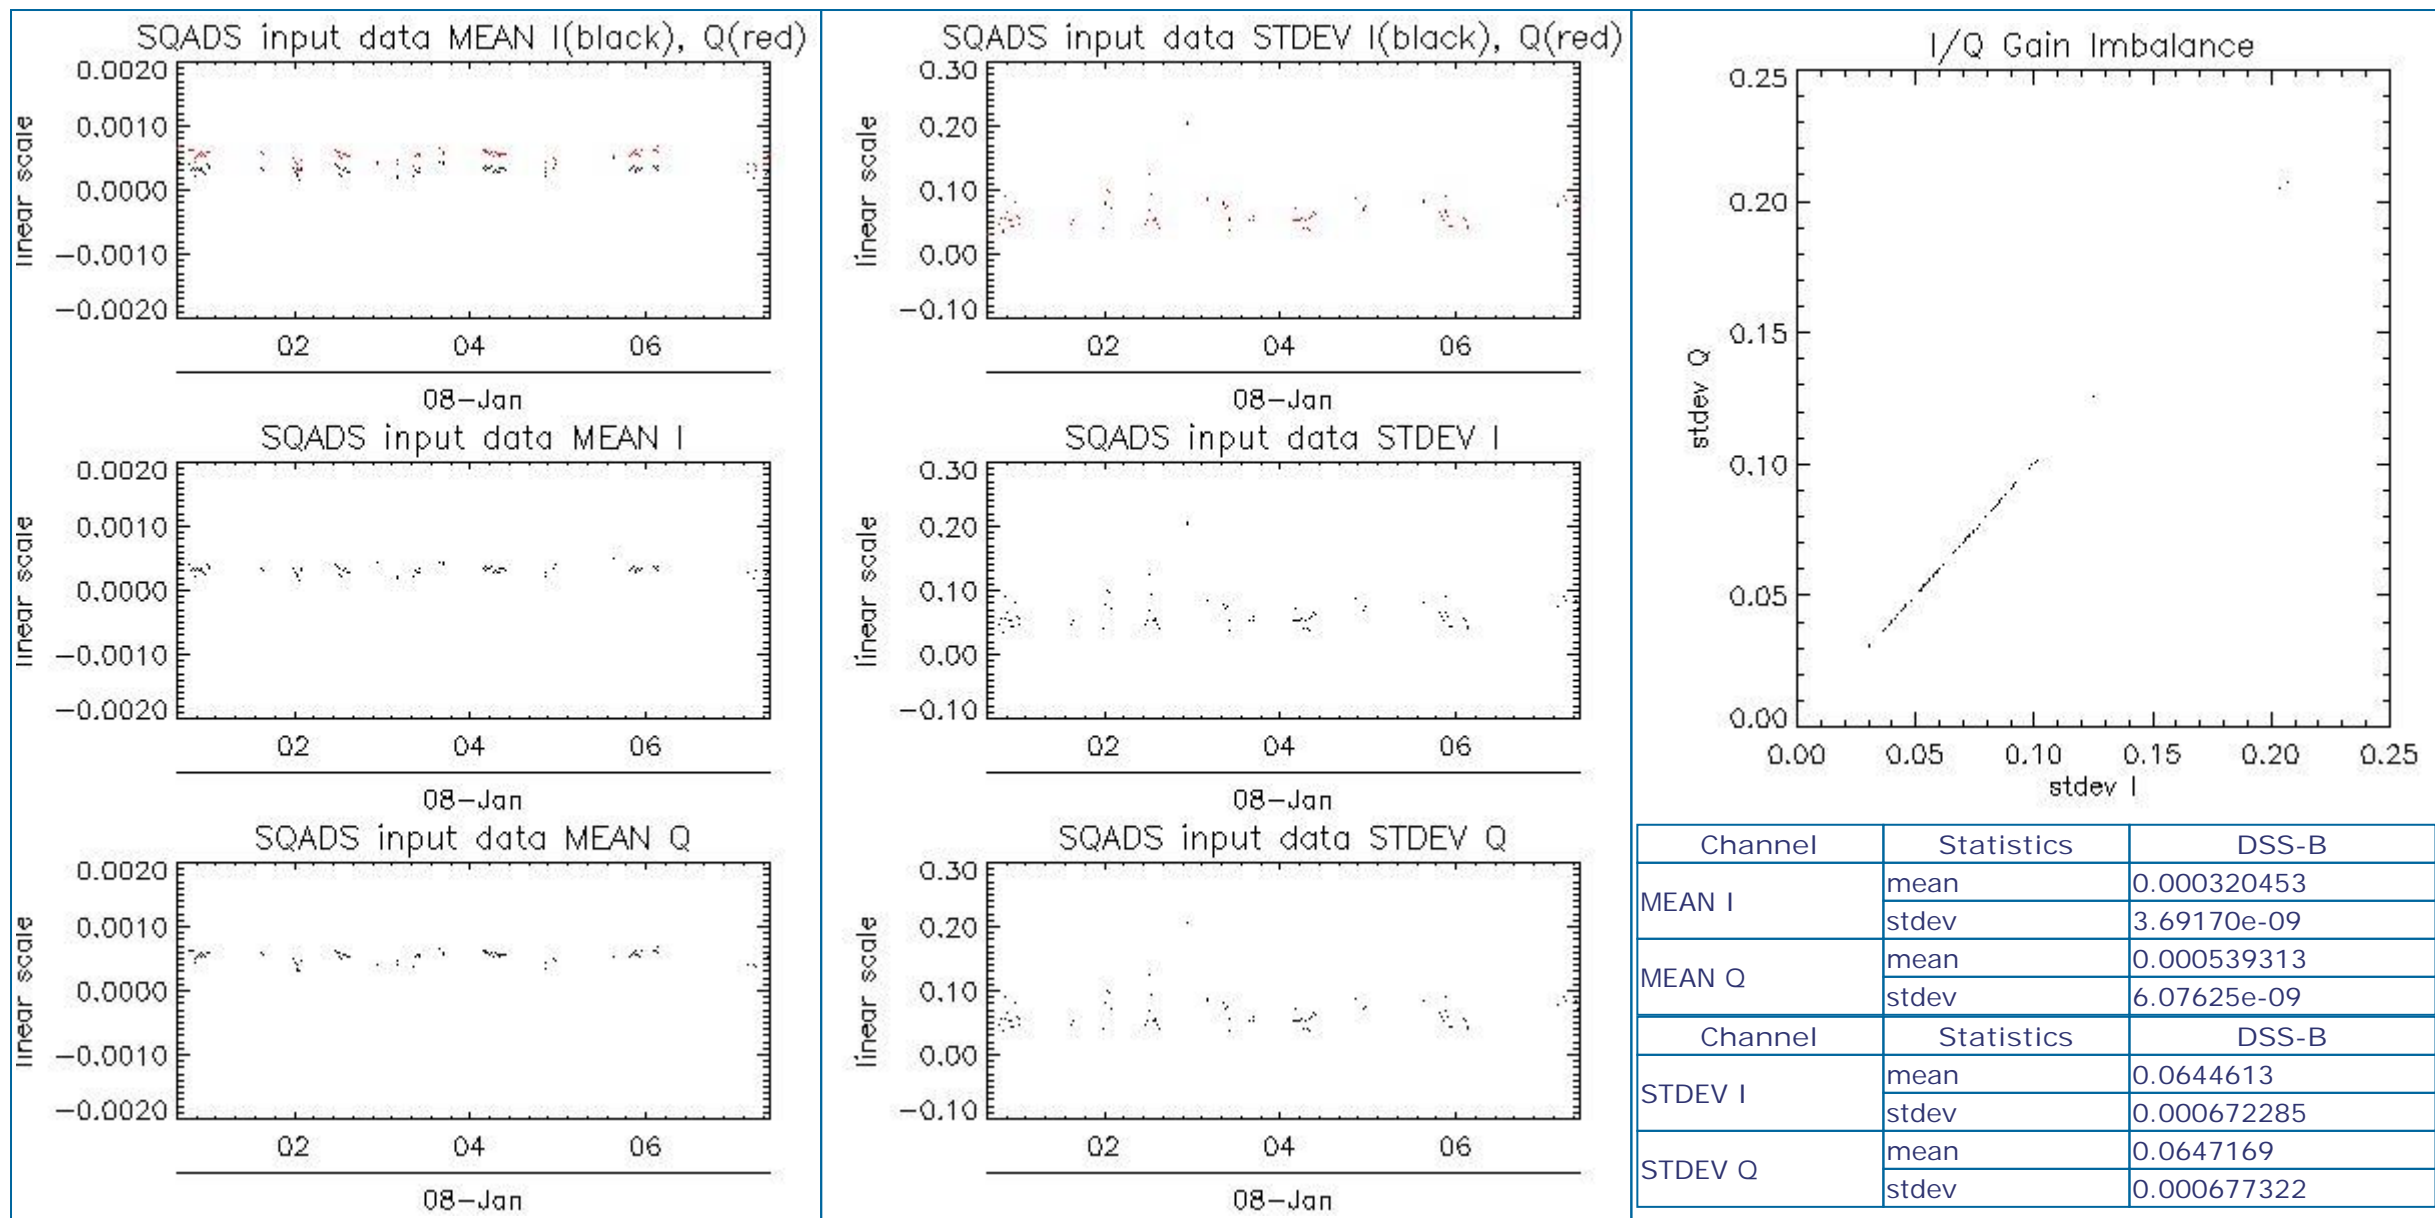 SQADS input data MEAN I(black), Q(red)
0.0020
0.0010
0.0000
-0.0010
-0.0020
linear scale
02 04 06
08-Jan
SQADS input data MEAN I
0.0020
0.0010
0.0000
-0.0010
-0.0020
linear scale
02 04 06
08-Jan
SQADS input data MEAN Q
0.0020
0.0010
0.0000
-0.0010
-0.0020
linear scale
02 04 06
08-Jan
SQADS input data STDEV I(black), Q(red)
0.30
0.20
0.10
0.00
-0.10
linear scale
02 04 06
08-Jan
SQADS input data STDEV I
0.30
0.20
0.10
0.00
-0.10
linear scale
02 04 06
08-Jan
SQADS input data STDEV Q
0.30
0.20
0.10
0.00
-0.10
linear scale
02 04 06
08-Jan
I/Q Gain Imbalance
0.25
0.20
0.15
0.10
0.05
0.00
stdev Q
0.00 0.05 0.10 0.15 0.20 0.25
stdev I
Channel Statistics DSS-B
MEAN I mean 0.000320453
stdev 3.69170e-09
MEAN Q mean 0.000539313
stdev 6.07625e-09
Channel Statistics DSS-B
STDEV I mean 0.0644613
stdev 0.000672285
STDEV Q mean 0.0647169
stdev 0.000677322